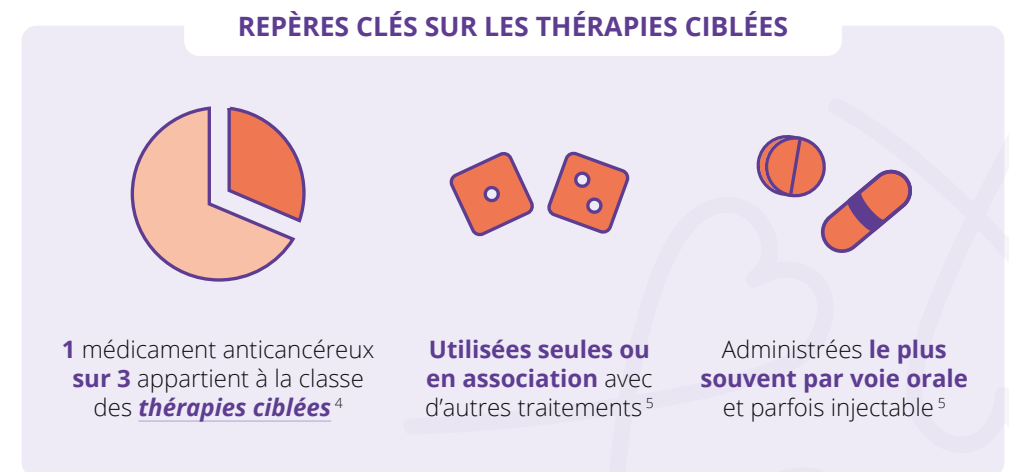 REPÈRES CLÉS SUR LES THÉRAPIES CIBLÉES
1 médicament anticancéreux
sur 3 appartient à la classe
des thérapies ciblées 4
Utilisées seules ou
en association avec
d'autres traitements 5
Administrées le plus
souvent par voie orale
et parfois injectable 5